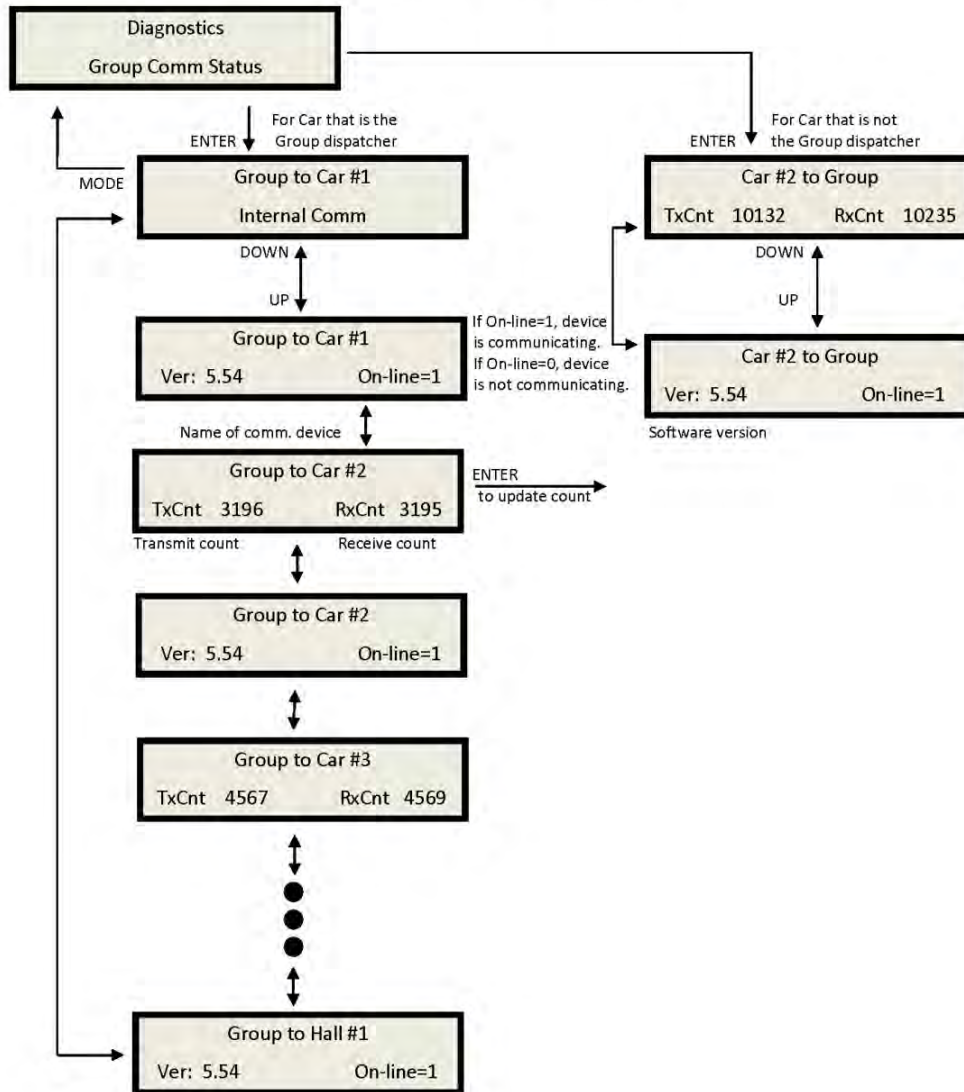 Diagnostics
Group Comm Status
ENTER
For Car that is the
Group dispatcher
ENTER
For Car that is not
the Group dispatcher
MODE
Group to Car #1
Internal Comm
Car #2 to Group
TxCnt 10132 RxCnt 10235
DOWN
UP
DOWN
UP
Group to Car #1
Ver: 5.54 On-line=1
If On-line=1, device
is communicating.
If On-line=0, device
is not communicating.
Car #2 to Group
Ver: 5.54 On-line=1
Software version
Name of comm. device
Group to Car #2
TxCnt 3196 RxCnt 3195
Transmit count Receive count
ENTER
to update count
Group to Car #2
Ver: 5.54 On-line=1
Group to Car #3
TxCnt 4567 RxCnt 4569
Group to Hall #1
Ver: 5.54 On-line=1